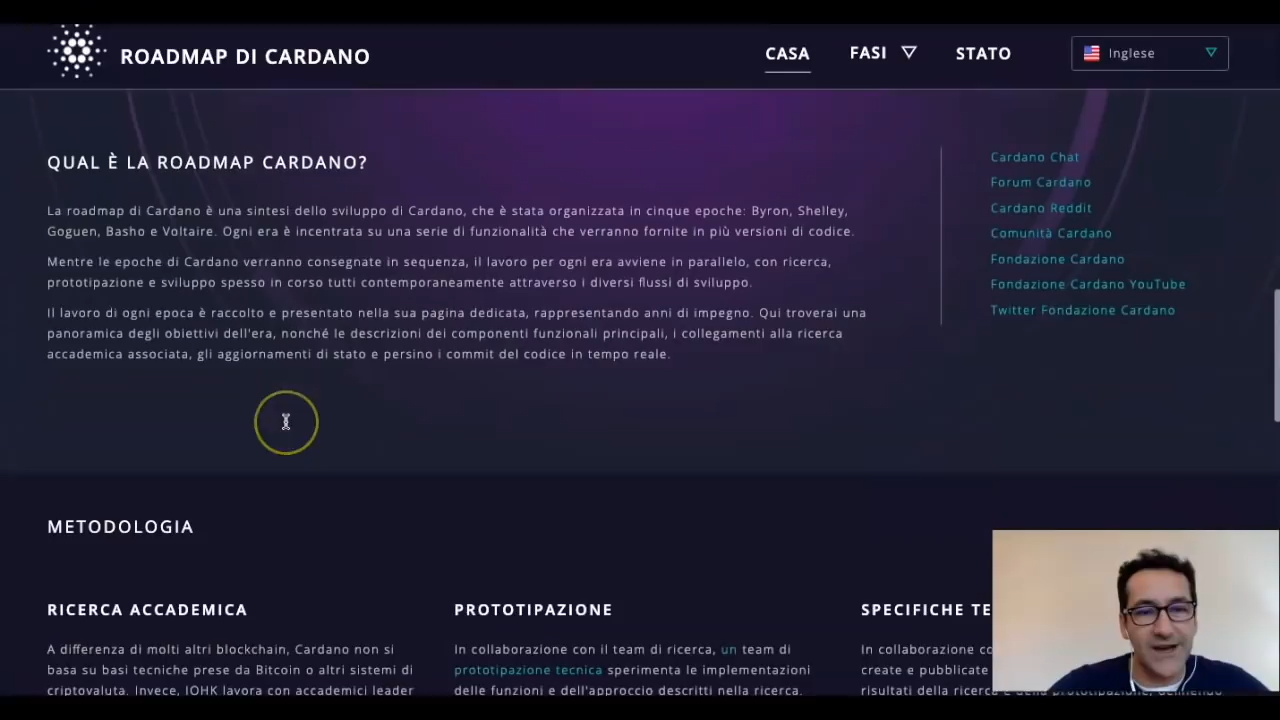 ROADMAP DI CARDANO
CASA
FASI
STATO
Inglese
QUAL È LA ROADMAP CARDANO?
La roadmap di Cardano è una sintesi dello sviluppo di Cardano, che è stata organizzata in cinque epoche: Byron, Shelley,
Goguen, Basho e Voltaire. Ogni era è incentrata su una serie di funzionalità che verranno fornite in più versioni di codice.
Mentre le epoche di Cardano verranno consegnate in sequenza, il lavoro per ogni era avviene in parallelo, con ricerca,
prototipazione e sviluppo spesso in corso tutti contemporaneamente attraverso i diversi flussi di sviluppo.
Il lavoro di ogni epoca è raccolto e presentato nella sua pagina dedicata, rappresentando anni di impegno. Qui troverai una
panoramica degli obiettivi dell'era, nonché le descrizioni dei componenti funzionali principali, i collegamenti alla ricerca
accademica associata, gli aggiornamenti di stato e persino i commit del codice in tempo reale.
Cardano Chat
Forum Cardano
Cardano Reddit
Comunità Cardano
Fondazione Cardano
Fondazione Cardano YouTube
Twitter Fondazione Cardano
METODOLOGIA
RICERCA ACCADEMICA
A differenza di molti altri blockchain, Cardano non si
basa su basi tecniche prese da Bitcoin o altri sistemi di
criptovaluta. Invece, IOHK lavora con accademici leader
PROTOTIPAZIONE
In collaborazione con il team di ricerca, un team di
prototipazione tecnica sperimenta le implementazioni
delle funzioni e dell'approccio descritti nella ricerca.
SPECIFICHE TE
In collaborazione co
create e pubblicate
risultati della ricerca e della prototipazione, delineando